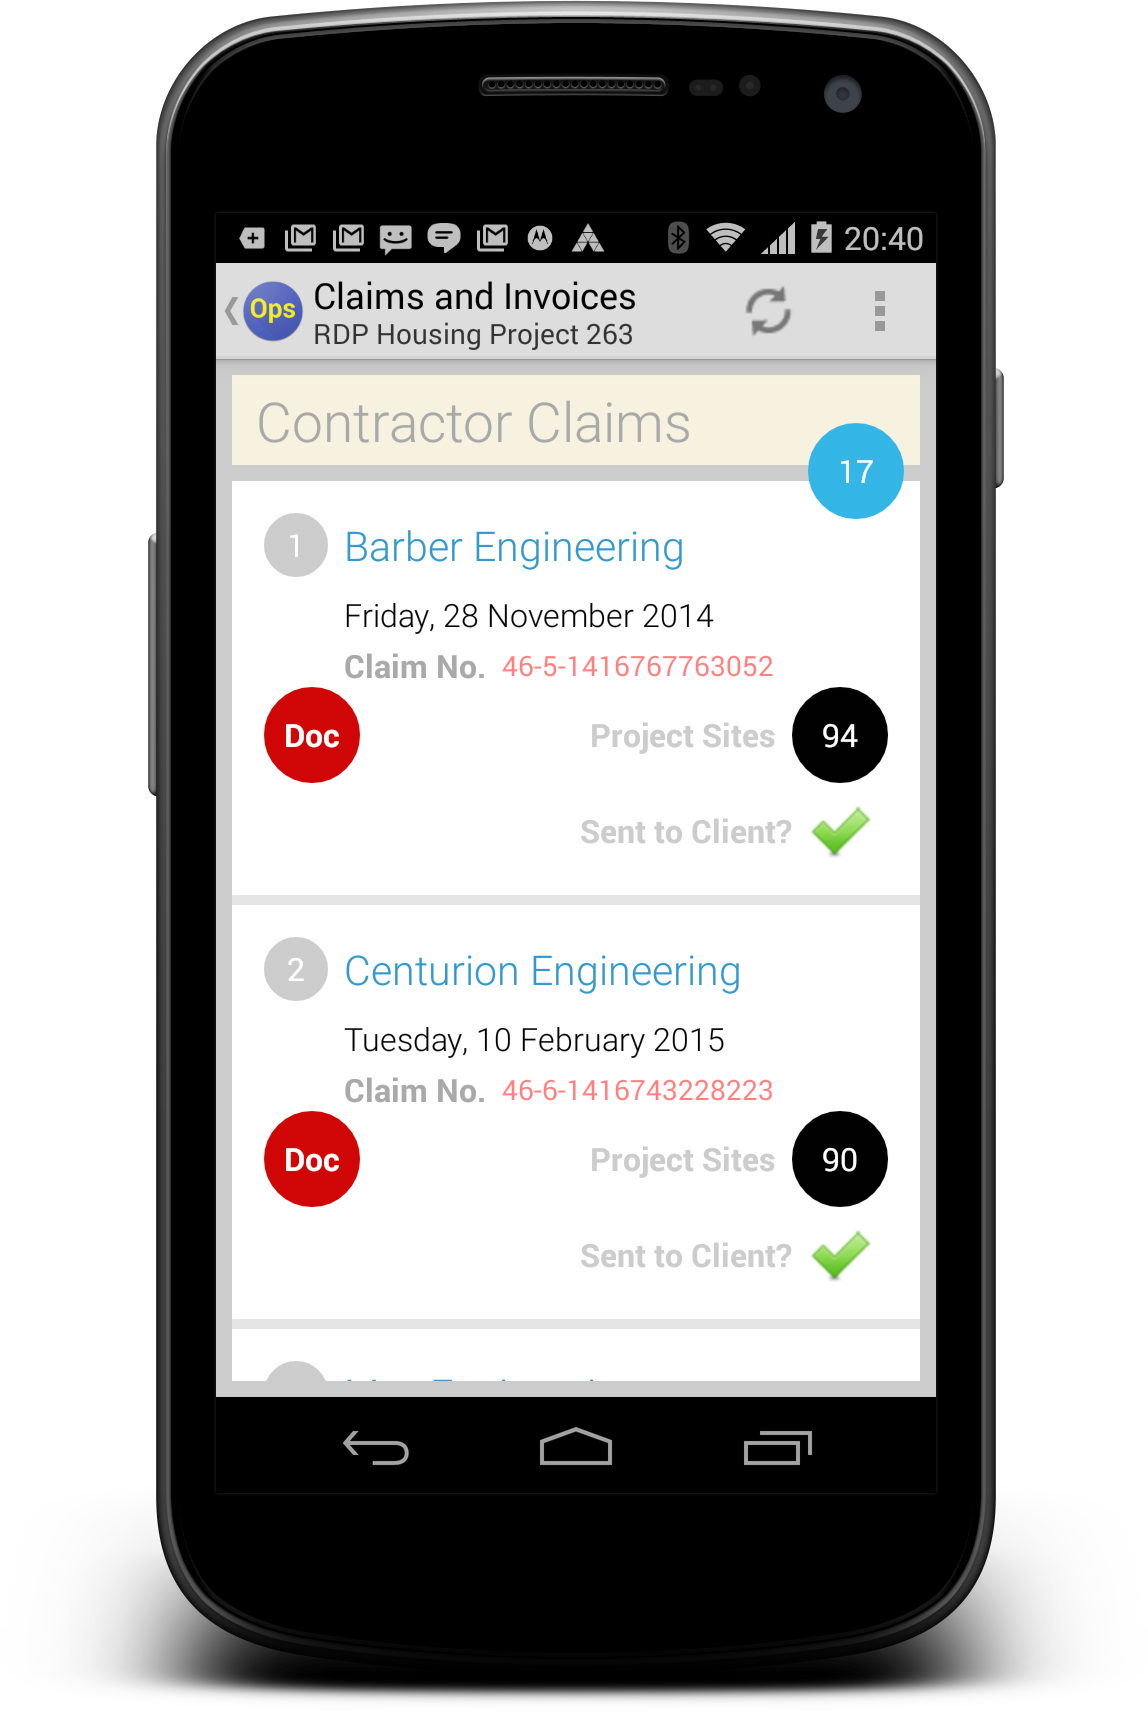 20:40
Ops
Claims and Invoices
RDP Housing Project 263
Contractor Claims
17
1
Barber Engineering
Friday, 28 November 2014
Claim No. 46-5-1416767763052
Doc
Project Sites 94
Sent to Client?
2
Centurion Engineering
Tuesday, 10 February 2015
Claim No. 46-6-1416743228223
Doc
Project Sites 90
Sent to Client?